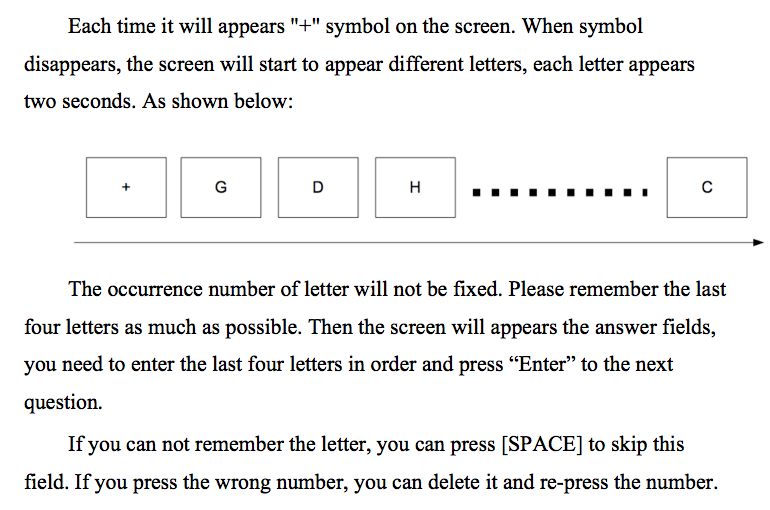 Each time it will appears "+" symbol on the screen. When symbol
disappears, the screen will start to appear different letters, each letter appears
two seconds. As shown below:
+ G D H C
The occurrence number of letter will not be fixed. Please remember the last
four letters as much as possible. Then the screen will appears the answer fields,
you need to enter the last four letters in order and press “Enter” to the next
question.
If you can not remember the letter, you can press [SPACE] to skip this
field. If you press the wrong number, you can delete it and re-press the number.